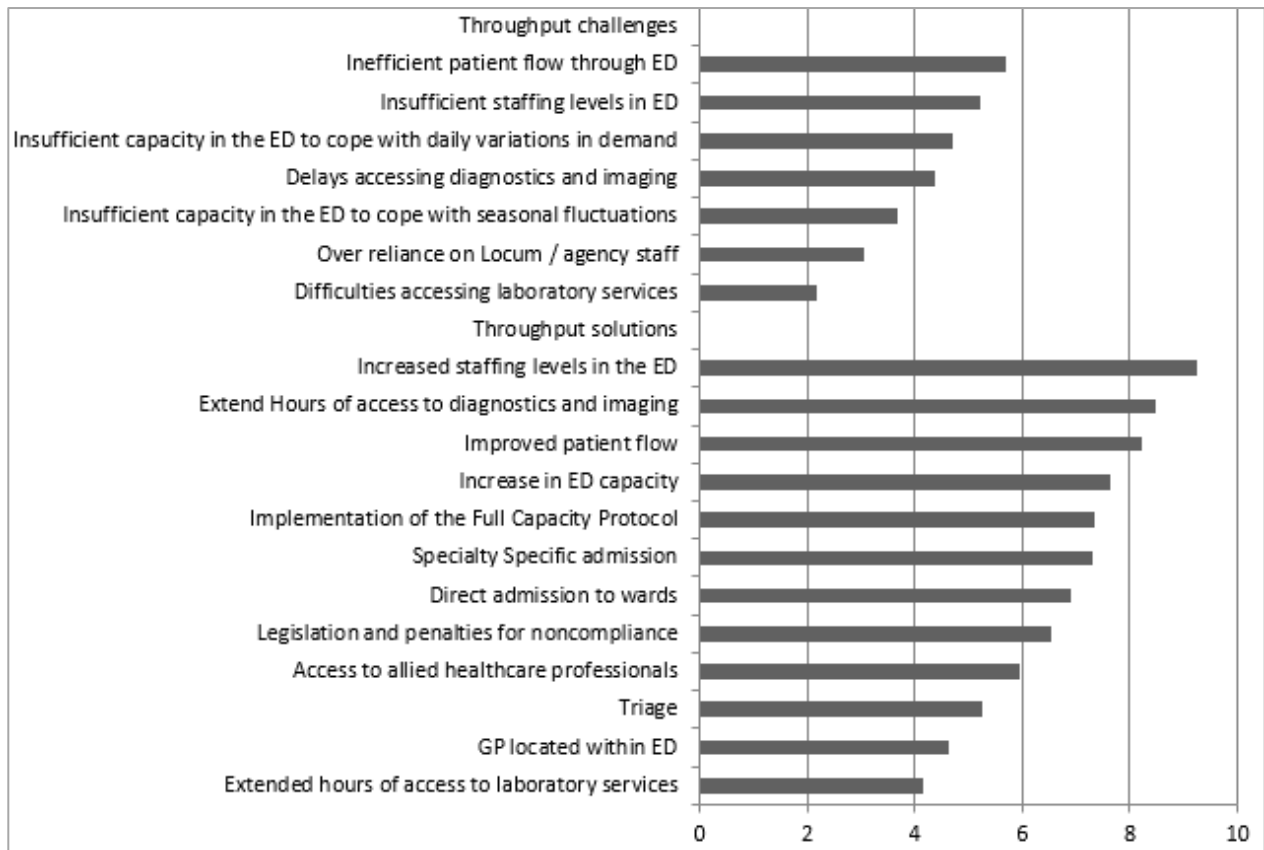 Throughput challenges
Inefficient patient flow through ED
Insufficient staffing levels in ED
Insufficient capacity in the ED to cope with daily variations in demand
Delays accessing diagnostics and imaging
Insufficient capacity in the ED to cope with seasonal fluctuations
Over reliance on Locum / agency staff
Difficulties accessing laboratory services
Throughput solutions
Increased staffing levels in the ED
Extend Hours of access to diagnostics and imaging
Improved patient flow
Increase in ED capacity
Implementation of the Full Capacity Protocol
Specialty Specific admission
Direct admission to wards
Legislation and penalties for noncompliance
Access to allied healthcare professionals
Triage
GP located within ED
Extended hours of access to laboratory services
0 2 4 6 8 10